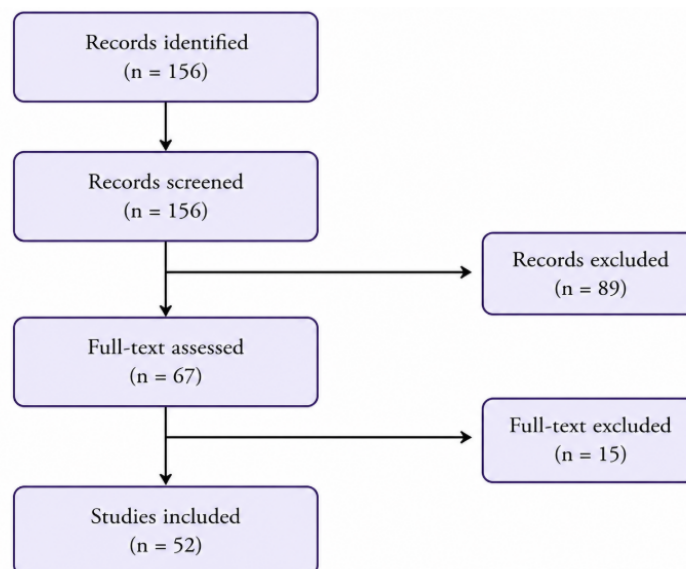 Records identified
(n = 156)
Records screened
(n = 156)
Records excluded
(n = 89)
Full-text assessed
(n = 67)
Full-text excluded
(n = 15)
Studies included
(n = 52)